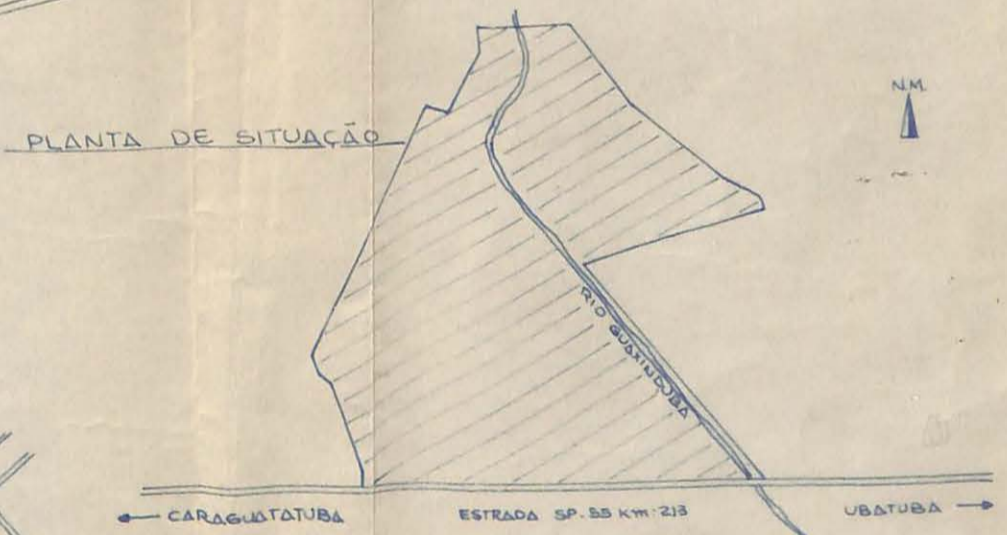 N.M.
PLANTA DE SITUAÇÃO
RIO GUAXINDUBA
CARAGUATATUBA
ESTRADA SP. 55 Km: 213
UBATUBA